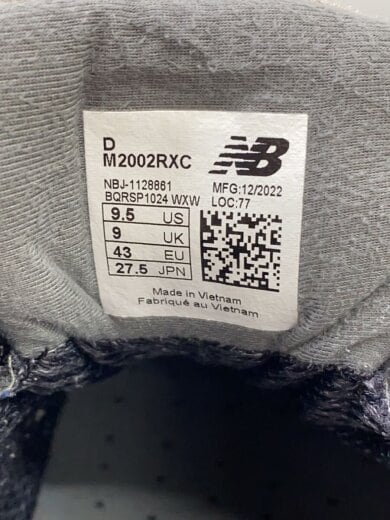 D
M2002RXC
NB
NBJ-1128861
MFG:12/2022
BQRSP1024 WXW
LOC:77
9.5 US
9 UK
43 EU
27.5 JPN
Made in Vietnam
Fabriqué au Vietnam